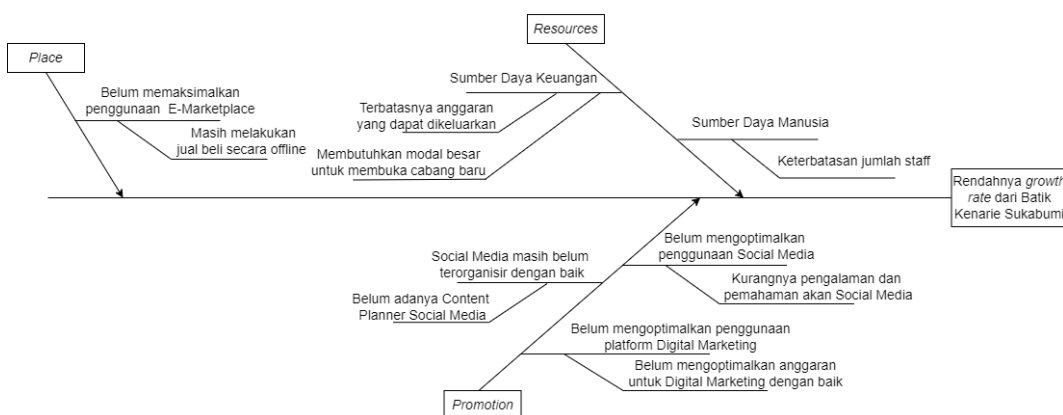 Resources
Place
Sumber Daya Keuangan
Belum memaksimalkan
penggunaan E-Marketplace
Terbatasnya anggaran
yang dapat dikeluarkan
Sumber Daya Manusia
Masih melakukan
jual beli secara offline
Membutuhkan modal besar
untuk membuka cabang baru
Keterbatasan jumlah staff
Rendahnya growth
rate dari Batik
Kenarie Sukabumi
Belum mengoptimalkan
penggunaan Social Media
Social Media masih belum
terorganisir dengan baik
Kurangnya pengalaman dan
pemahaman akan Social Media
Belum adanya Content
Planner Social Media
Belum mengoptimalkan penggunaan
platform Digital Marketing
Belum mengoptimalkan anggaran
untuk Digital Marketing dengan baik
Promotion